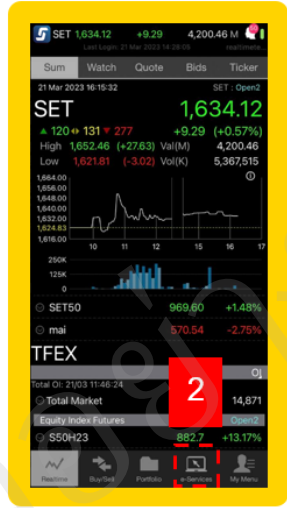 SET 1,634.12 +9.29 4,200.46 M
Last Login: 21 Mar 2023 14:28:05 realtime...
Sum Watch Quote Bids Ticker
21 Mar 2023 16:15:32 SET : Open2
SET 1,634.12
120 131 277 +9.29 (+0.57%)
High 1,652.46 (+27.63) Val(M) 4,200.46
Low 1,621.81 (-3.02) Vol(K) 5,367,515
1,664.00
1,656.00
1,648.00
1,640.00
1,632.00
1,624.83
1,616.00
10 11 12 15 16 17
250K
125K
0
SET50 969.60 +1.48%
mai 570.54 -2.75%
TFEX
Total OI: 21/03 11:46:24
Total Market 14,871
Equity Index Futures Open2
S50H23 882.7 +13.17%
2
Realtime Buy/Sell Portfolio e-Services My Menu